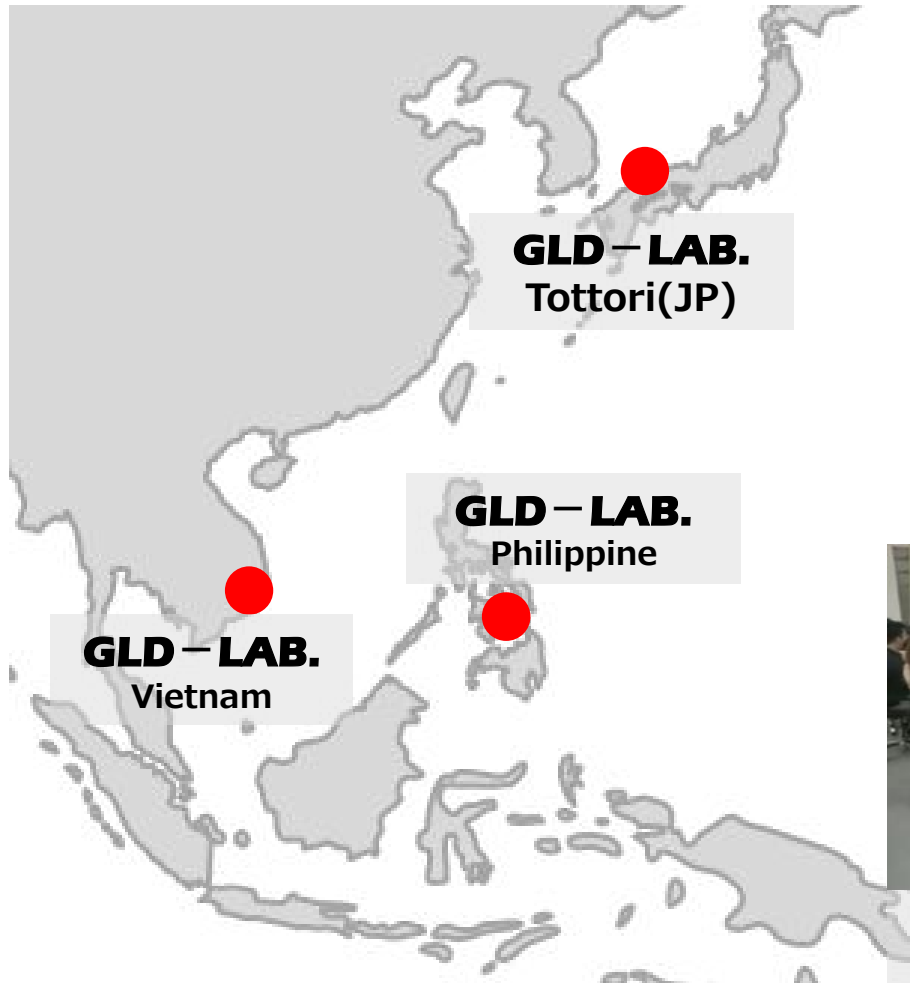 GLD－LAB.
Tottori(JP)
GLD－LAB.
Philippine
GLD－LAB.
Vietnam